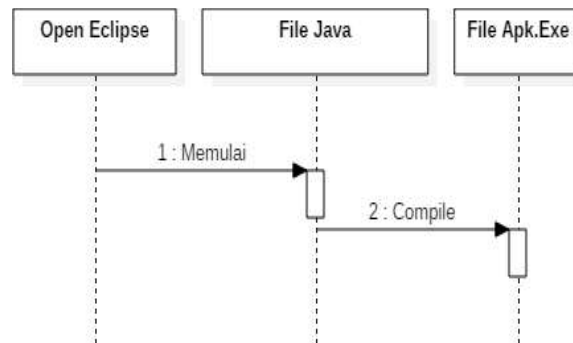 Open Eclipse
File Java
File Apk.Exe
1 : Memulai
2 : Compile